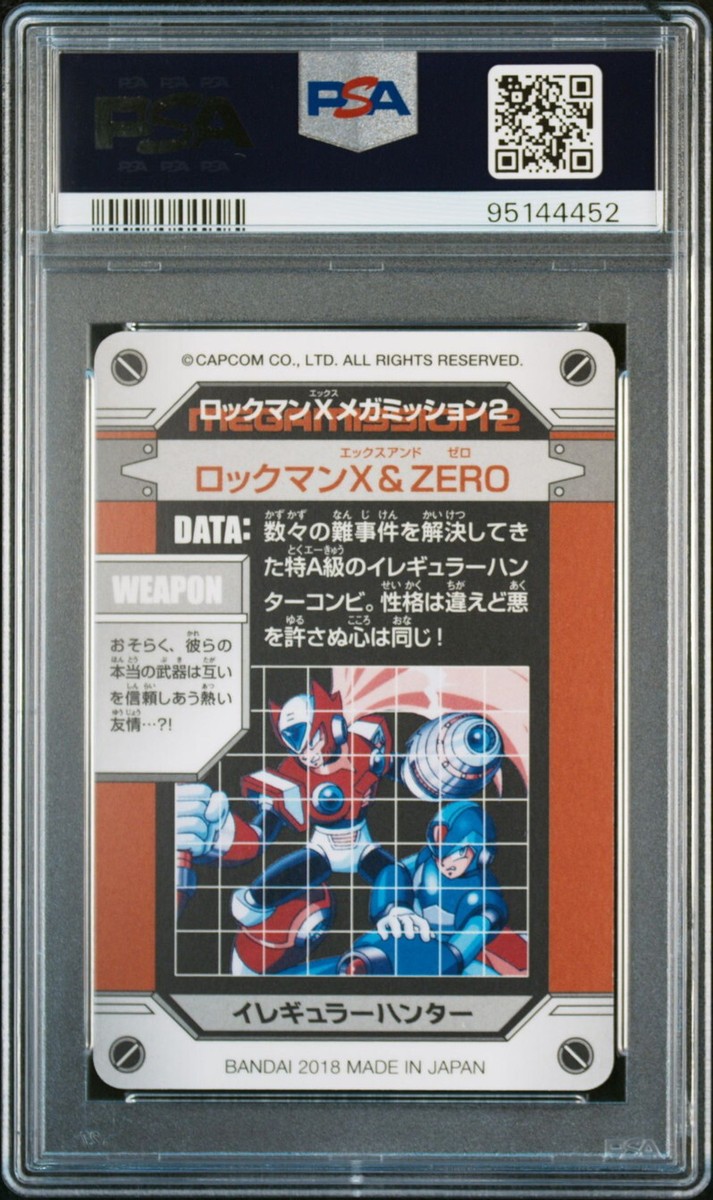 PSA PSA PSA
PSA
PSA PSA PSA
PSA
95144452
©CAPCOM CO., LTD. ALL RIGHTS RESERVED.
エックス
ロックマンXメガミッション2
MEGAMISSION2
エックスアンド ゼロ
ロックマンX&ZERO
DATA:
かずかず なんじけん かいけつ
数々の難事件を解決してき
とくエーきゅう
た特A級のイレギュラーハン
せいかく ちが あく
ターコンビ。性格は違えど悪
ゆる こころ おな
を許さぬ心は同じ!
WEAPON
かれ
おそらく、彼らの
ほんとう ぶき たが
本当の武器は互い
しんらい あつ
を信頼しあう熱い
ゆうじょう
友情…?!
イレギュラーハンター
BANDAI 2018 MADE IN JAPAN
PSA